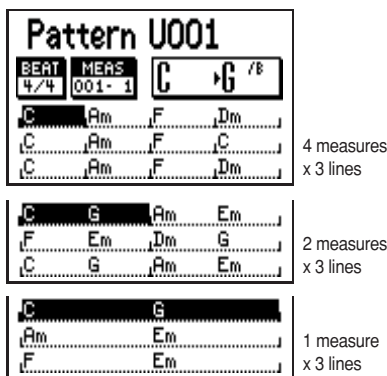 Pattern U001
BEAT MEAS
4/4 001- 1 C ▸G /B
C Am F Dm
C Am F C
C Am F Dm
4 measures
x 3 lines
C G Am Em
F Em Dm G
C G Am Em
2 measures
x 3 lines
C G
Am Em
F Em
1 measure
x 3 lines